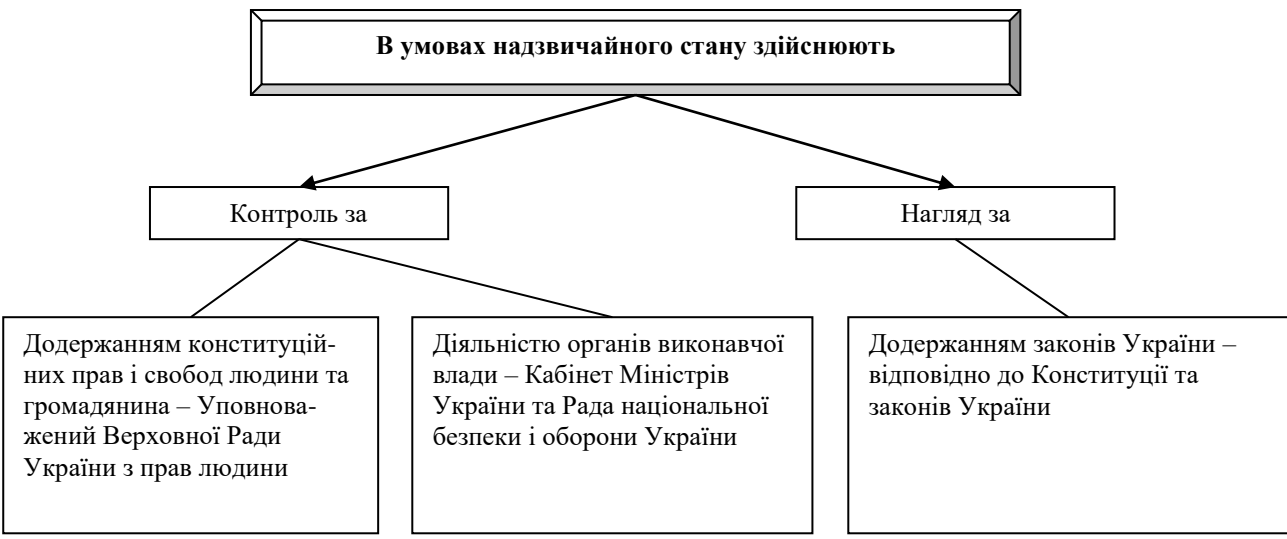 В умовах надзвичайного стану здійснюють
Контроль за
Нагляд за
Додержанням конституцій-
них прав і свобод людини та
громадянина – Уповнова-
жений Верховної Ради
України з прав людини
Діяльністю органів виконавчої
влади – Кабінет Міністрів
України та Рада національної
безпеки і оборони України
Додержанням законів України –
відповідно до Конституції та
законів України